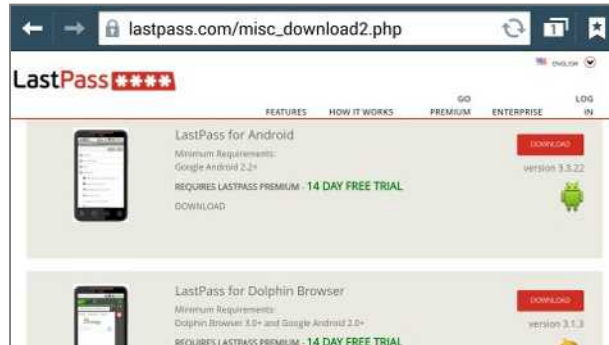 lastpass.com/misc_download2.php
1
ENGLISH
LastPass ****
FEATURES
HOW IT WORKS
GO PREMIUM
ENTERPRISE
LOG IN
LastPass for Android
Minimum Requirements:
Google Android 2.2+
REQUIRES LASTPASS PREMIUM - 14 DAY FREE TRIAL
DOWNLOAD
DOWNLOAD
version 3.3.22
LastPass for Dolphin Browser
Minimum Requirements:
Dolphin Browser 3.0+ and Google Android 2.0+
REQUIRES LASTPASS PREMIUM - 14 DAY FREE TRIAL
DOWNLOAD
version 3.1.3